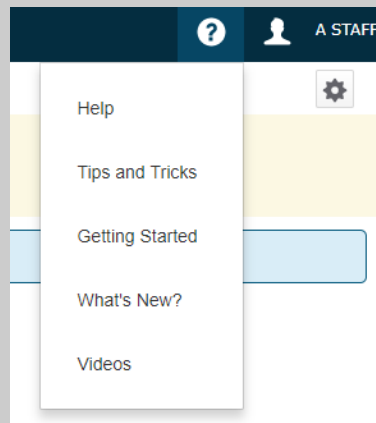 A STAFF
Help
Tips and Tricks
Getting Started
What's New?
Videos